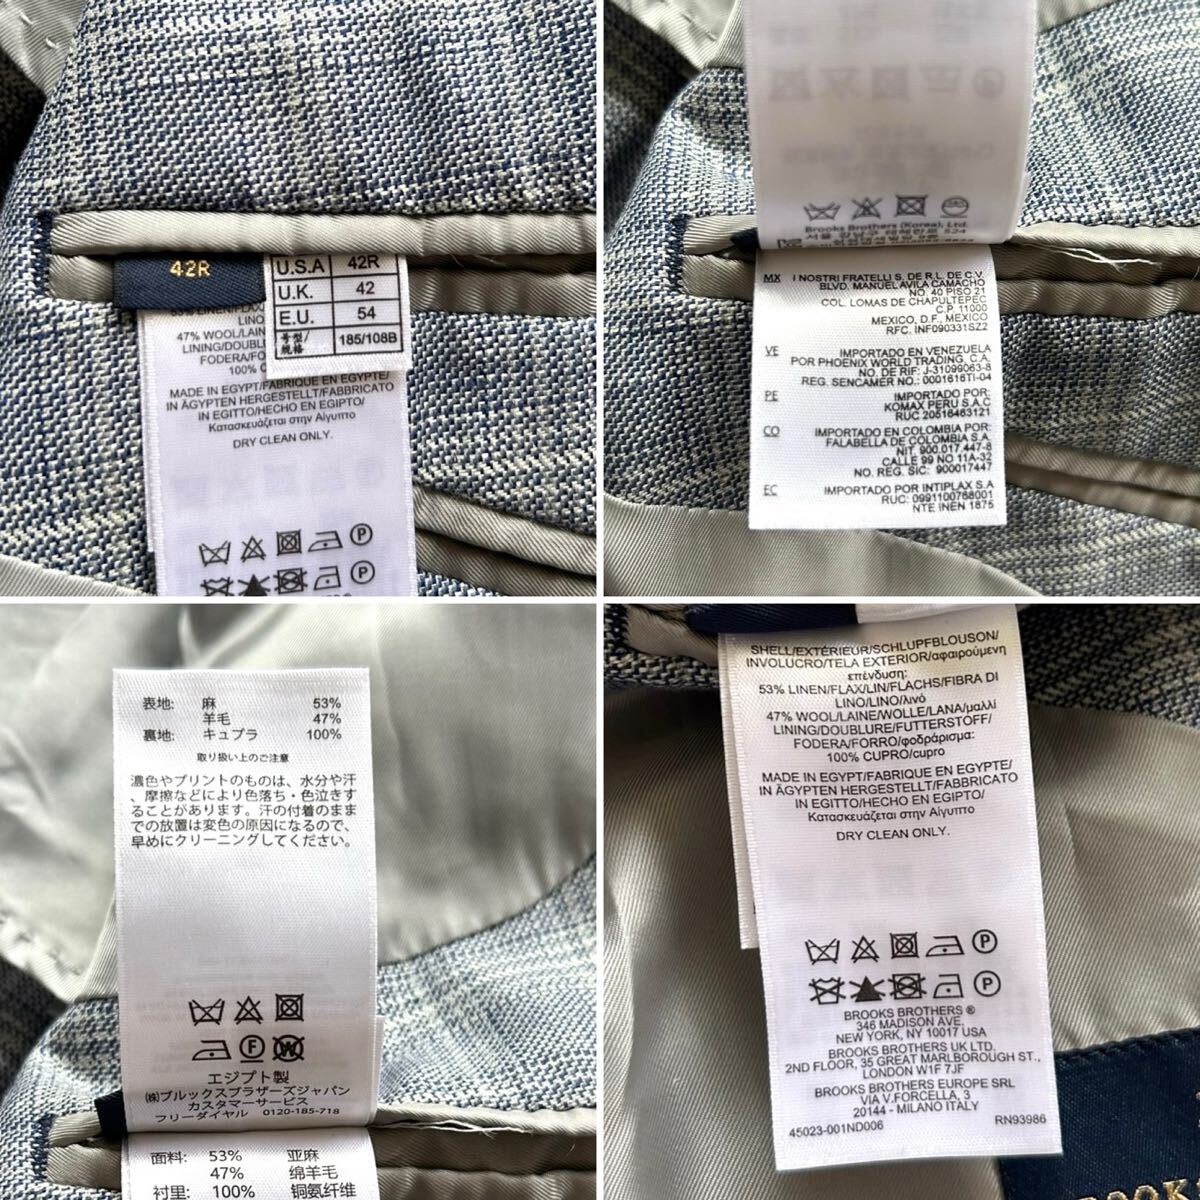 42R
U.S.A 42R
U.K. 42
E.U. 54
号型/规格 185/108B
LINO
47% WOOL/LAIN
LINING/DOUBLU
FODERA/FO
100% C
MADE IN EGYPT/FABRIQUE EN EGYPTE/
IN ÄGYPTEN HERGESTELLT/FABBRICATO
IN EGITTO/HECHO EN EGIPTO/
Κατασκευάζεται στην Αίγυπτο
DRY CLEAN ONLY.
Brooks Brothers (Korea), Ltd.
MX I NOSTRI FRATELLI S, DE R.L. DE C.V.
BLVD. MANUEL AVILA CAMACHO
NO. 40 PISO 21
COL. LOMAS DE CHAPULTEPEC
C.P. 11000
MEXICO, D.F., MEXICO
RFC. INF090331SZ2
VE IMPORTADO EN VENEZUELA
POR PHOENIX WORLD TRADING, C.A.
NO. DE RIF: J-31099063-8
REG. SENCAMER NO.: 0001616TI-04
PE IMPORTADO POR:
KOMAX PERU S.A.C
RUC 20516463121
CO IMPORTADO EN COLOMBIA POR:
FALABELLA DE COLOMBIA S.A.
NIT. 900.017.447-8
CALLE 99 NO 11A-32
NO. REG. SIC: 900017447
EC IMPORTADO POR INTIPLAX S.A
RUC: 0991100768001
NTE INEN 1875
表地: 麻 53%
羊毛 47%
裏地: キュプラ 100%
取り扱い上のご注意
濃色やプリントのものは、水分や汗
、摩擦などにより色落ち・色泣きす
ることがあります。汗の付着のまま
での放置は変色の原因になるので、
早めにクリーニングしてください。
エジプト製
㈱ブルックスブラザーズジャパン
カスタマーサービス
フリーダイヤル 0120-185-718
面料: 53% 亚麻
47% 绵羊毛
衬里: 100% 铜氨纤维
SHELL/EXTÉRIEUR/SCHLUPFBLOUSON/
INVOLUCRO/TELA EXTERIOR/αφαιρούμενη
επένδυση:
53% LINEN/FLAX/LIN/FLACHS/FIBRA DI
LINO/LINO/λινό
47% WOOL/LAINE/WOLLE/LANA/μαλλί
LINING/DOUBLURE/FUTTERSTOFF/
FODERA/FORRO/φοδράρισμα:
100% CUPRO/cupro
MADE IN EGYPT/FABRIQUE EN EGYPTE/
IN ÄGYPTEN HERGESTELLT/FABBRICATO
IN EGITTO/HECHO EN EGIPTO/
Κατασκευάζεται στην Αίγυπτο
DRY CLEAN ONLY.
BROOKS BROTHERS ®
346 MADISON AVE.
NEW YORK, NY 10017 USA
BROOKS BROTHERS UK LTD.
2ND FLOOR, 35 GREAT MARLBOROUGH ST.,
LONDON W1F 7JF
BROOKS BROTHERS EUROPE SRL
VIA V.FORCELLA, 3
20144 - MILANO ITALY
45023-001ND006 RN93986